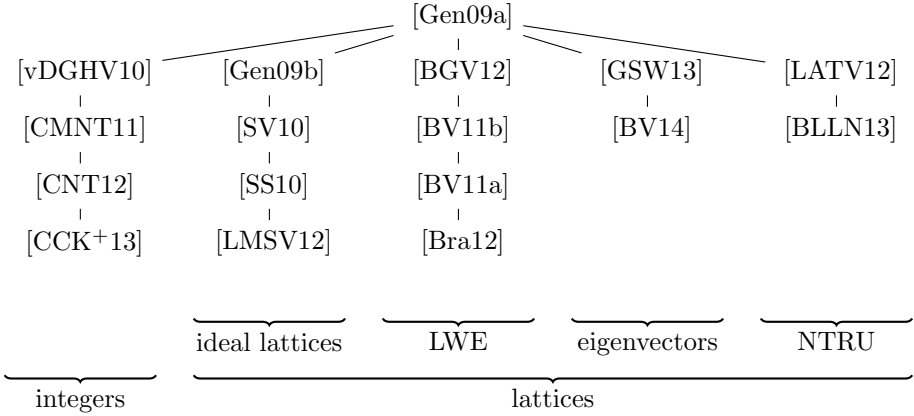 [Gen09a]
[vDGHV10] [Gen09b] [BGV12] [GSW13] [LATV12]
[CMNT11] [SV10] [BV11b] [BV14] [BLLN13]
[CNT12] [SS10] [BV11a]
[CCK+13] [LMSV12] [Bra12]
ideal lattices LWE eigenvectors NTRU
integers lattices